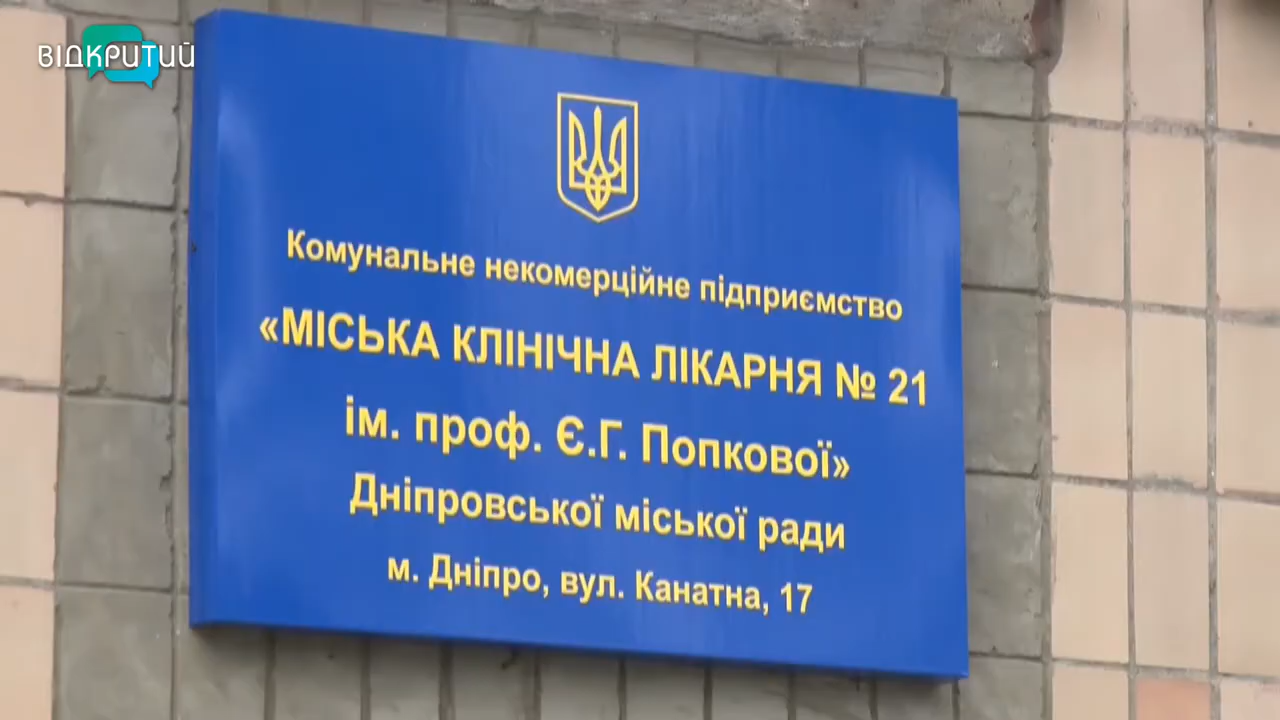 ВІДКРИТИЙ
Комунальне некомерційне підприємство
«МІСЬКА КЛІНІЧНА ЛІКАРНЯ № 21
ім. проф. Є.Г. Попкової»
Дніпровської міської ради
м. Дніпро, вул. Канатна, 17